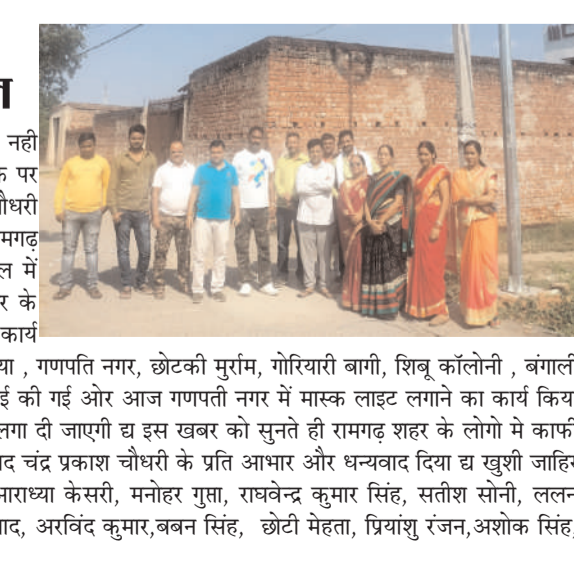 नही
पर
ौधरी
ामगढ़
ल में
र के
कार्य
या , गणपति नगर, छोटकी मुर्राम, गोरियारी बागी, शिबू कॉलोनी , बंगाली
ई की गई ओर आज गणपती नगर में मास्क लाइट लगाने का कार्य किया
लगा दी जाएगी द्य इस खबर को सुनते ही रामगढ़ शहर के लोगो मे काफी
ाद चंद्र प्रकाश चौधरी के प्रति आभार और धन्यवाद दिया द्य खुशी जाहिर
आराध्या केसरी, मनोहर गुप्ता, राघवेन्द्र कुमार सिंह, सतीश सोनी, ललन
ाद, अरविंद कुमार,बबन सिंह, छोटी मेहता, प्रियांशु रंजन,अशोक सिंह,